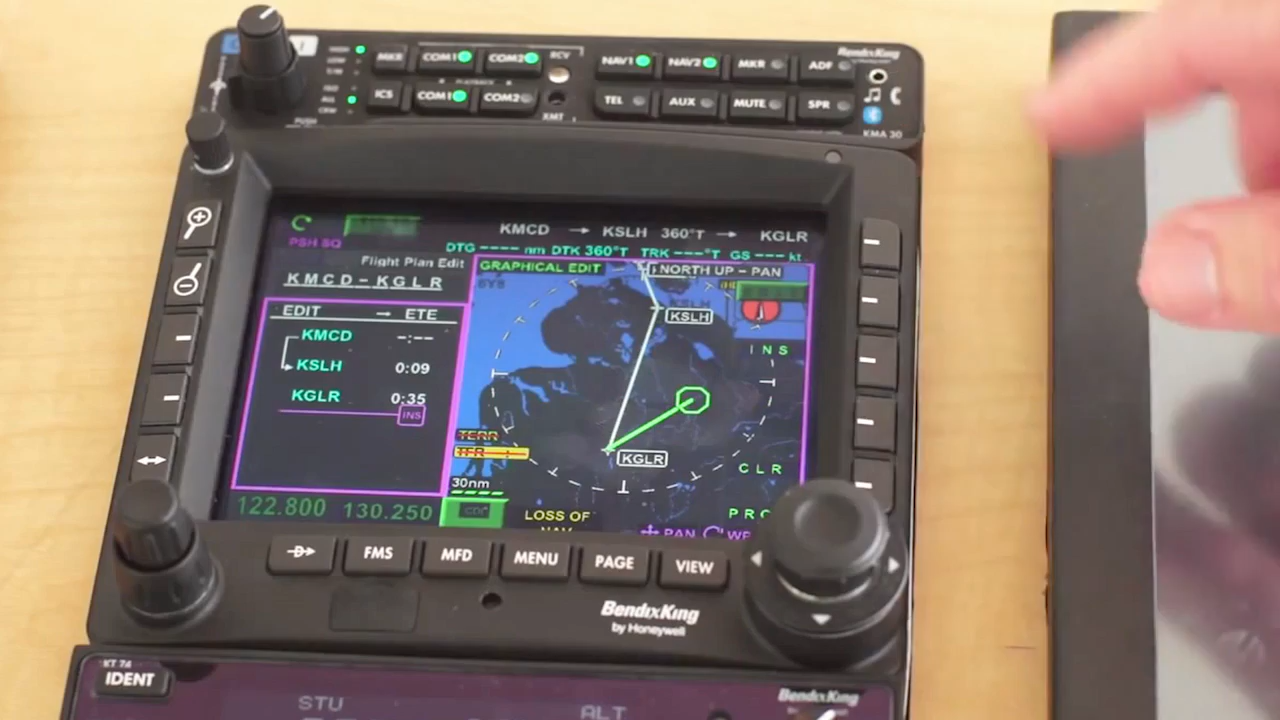 MKR COM1 COM2 RCV NAV1 NAV2 MKR ADF
BendixKing
ICS COM1 COM2 XMT TEL AUX MUTE SPR
PUSH
KMA 30
KMCD → KSLH 360°T → KGLR
PSH SQ
DTG ---- nm DTK 360°T TRK ---°T GS --- kt
Flight Plan Edit
KMCD-KGLR
EDIT → ETE
KMCD -:--
KSLH 0:09
KGLR 0:35
INS
GRAPHICAL EDIT
NORTH UP - PAN
SYS
KSLH
KSLH
KGLR
INS
CLR
TERR
TFR
30nm
122.800 130.250
LOSS OF
PAN
D FMS MFD MENU PAGE VIEW
BendixKing
by Honeywell
KT 74
IDENT
STU
ALT
BendixKing